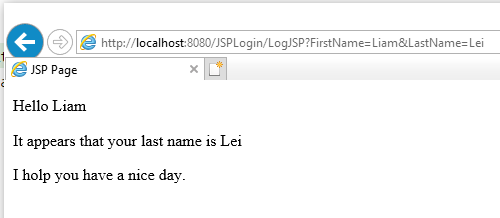 http://localhost:8080/JSPLogin/LogJSP?FirstName=Liam&LastName=Lei
JSP Page
Hello Liam
It appears that your last name is Lei
I holp you have a nice day.